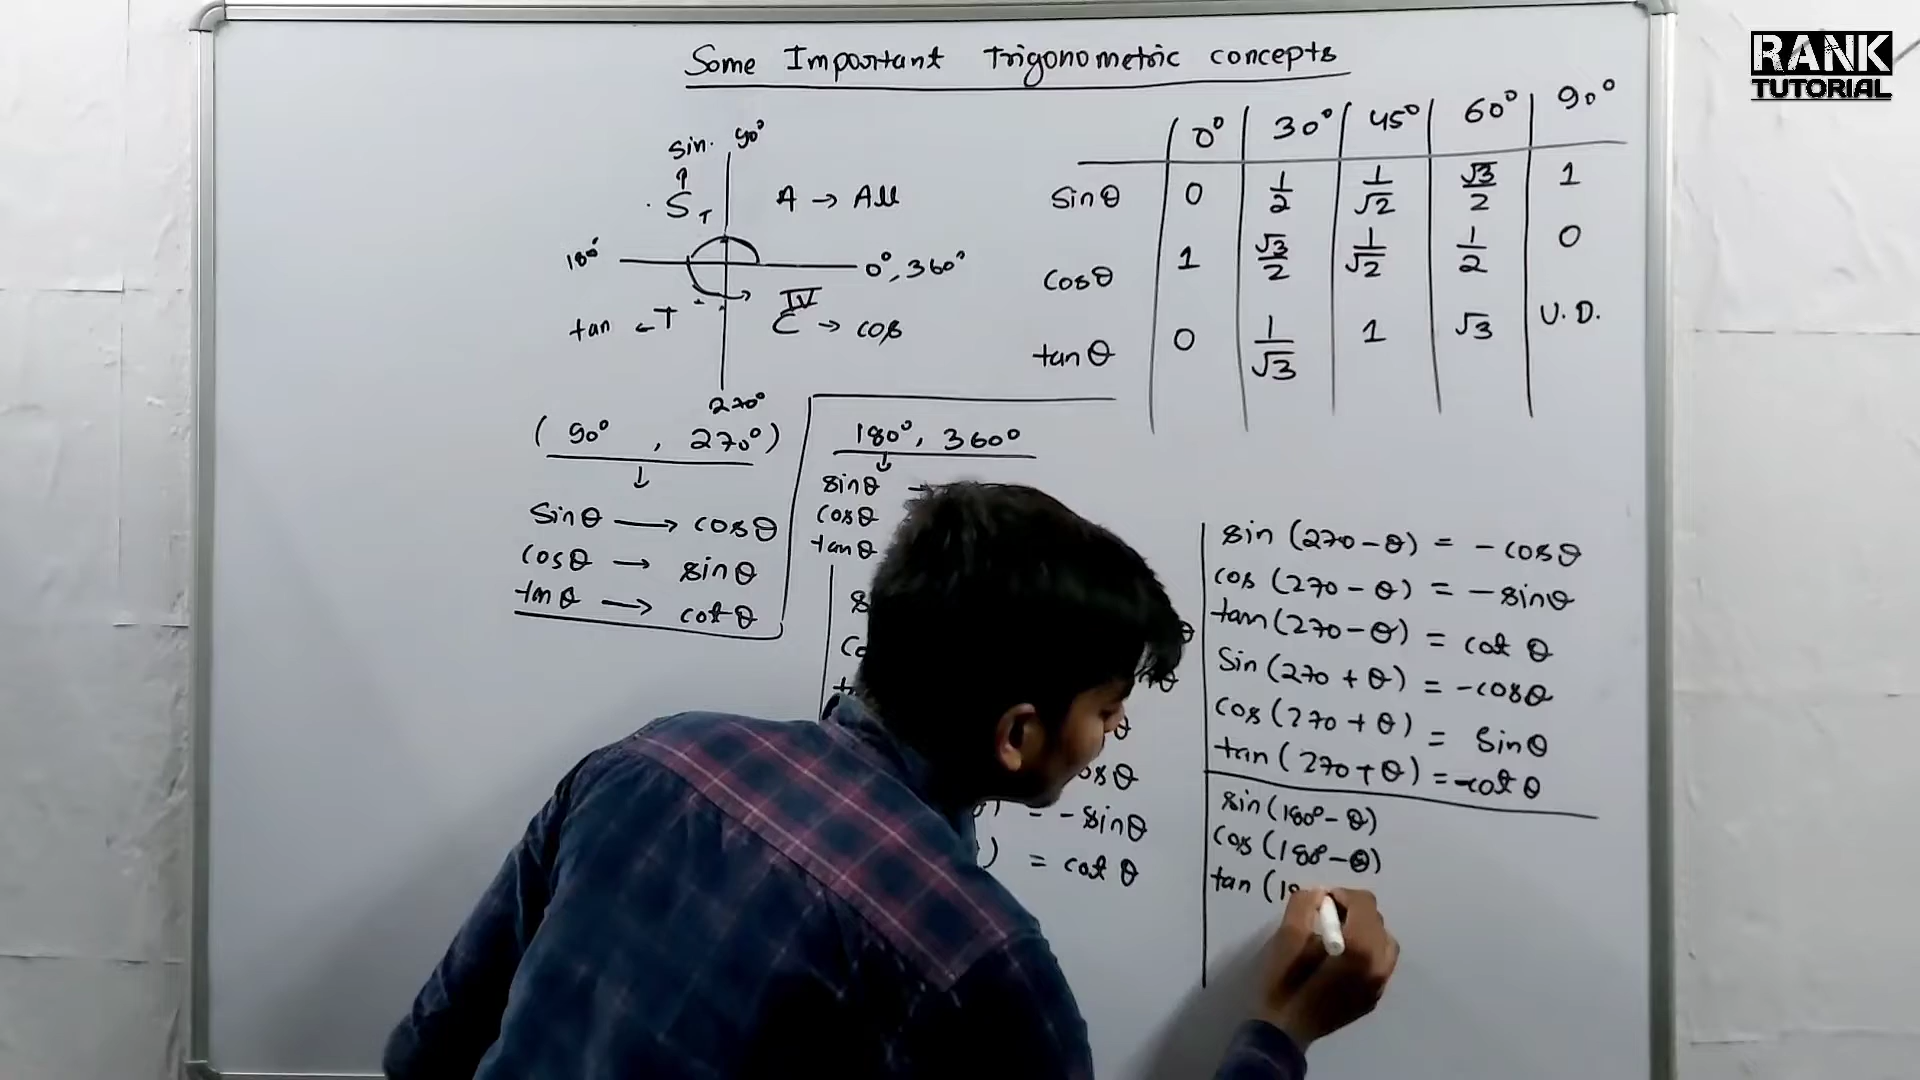 Some Important Trigonometric concepts
RANK
TUTORIAL
sin. 90°
S T
A → All
180°
0°, 360°
tan ← T
IV
C → cos
270°
0° 30° 45° 60° 90°
sinθ 0 1/2 1/√2 √3/2 1
cosθ 1 √3/2 1/√2 1/2 0
tanθ 0 1/√3 1 √3 U.D.
(90°, 270°)
↓
sinθ → cosθ
cosθ → sinθ
tanθ → cotθ
180°, 360°
↓
sinθ →
cosθ
tanθ
= -sinθ
) = cotθ
sin (270-θ) = -cosθ
cos (270-θ) = -sinθ
tan (270-θ) = cot θ
Sin (270+θ) = -cosθ
cos (270+θ) = sinθ
tan (270+θ) = -cotθ
sin (180°-θ)
cos (180-θ)
tan (18